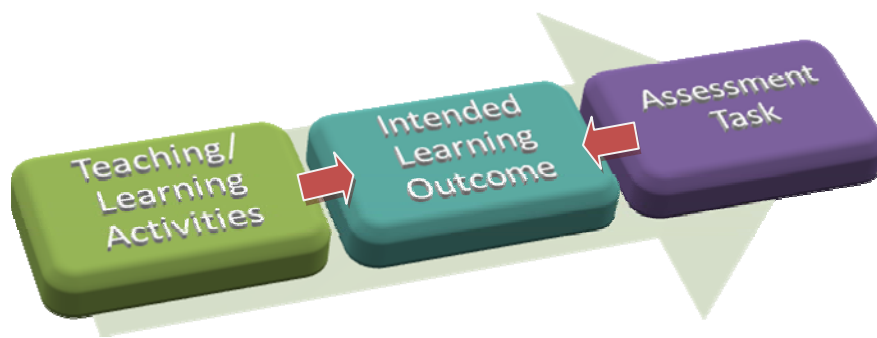 Teaching/
Learning
Activities
Intended
Learning
Outcome
Assessment
Task